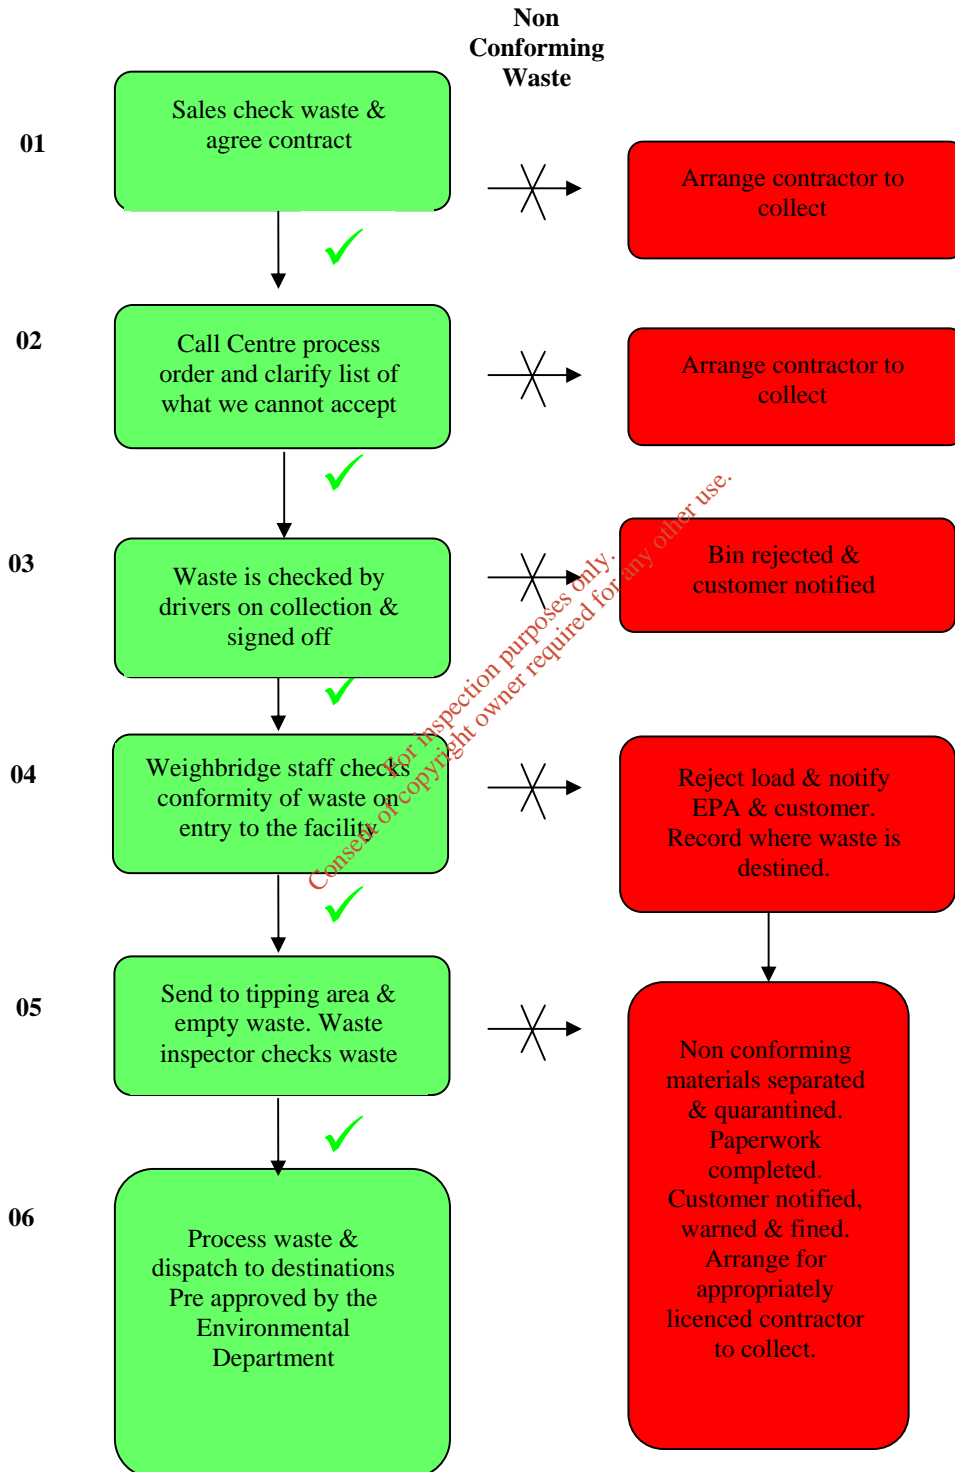 Non
Conforming
Waste
01
Sales check waste &
agree contract
Arrange contractor to
collect
02
Call Centre process
order and clarify list of
what we cannot accept
Arrange contractor to
collect
03
Waste is checked by
drivers on collection &
signed off
Bin rejected &
customer notified
For inspection purposes only.
Consent of copyright owner required for any other use.
04
Weighbridge staff checks
conformity of waste on
entry to the facility
Reject load & notify
EPA & customer.
Record where waste is
destined.
05
Send to tipping area &
empty waste. Waste
inspector checks waste
Non conforming
materials separated
& quarantined.
Paperwork
completed.
Customer notified,
warned & fined.
Arrange for
appropriately
licenced contractor
to collect.
06
Process waste &
dispatch to destinations
Pre approved by the
Environmental
Department